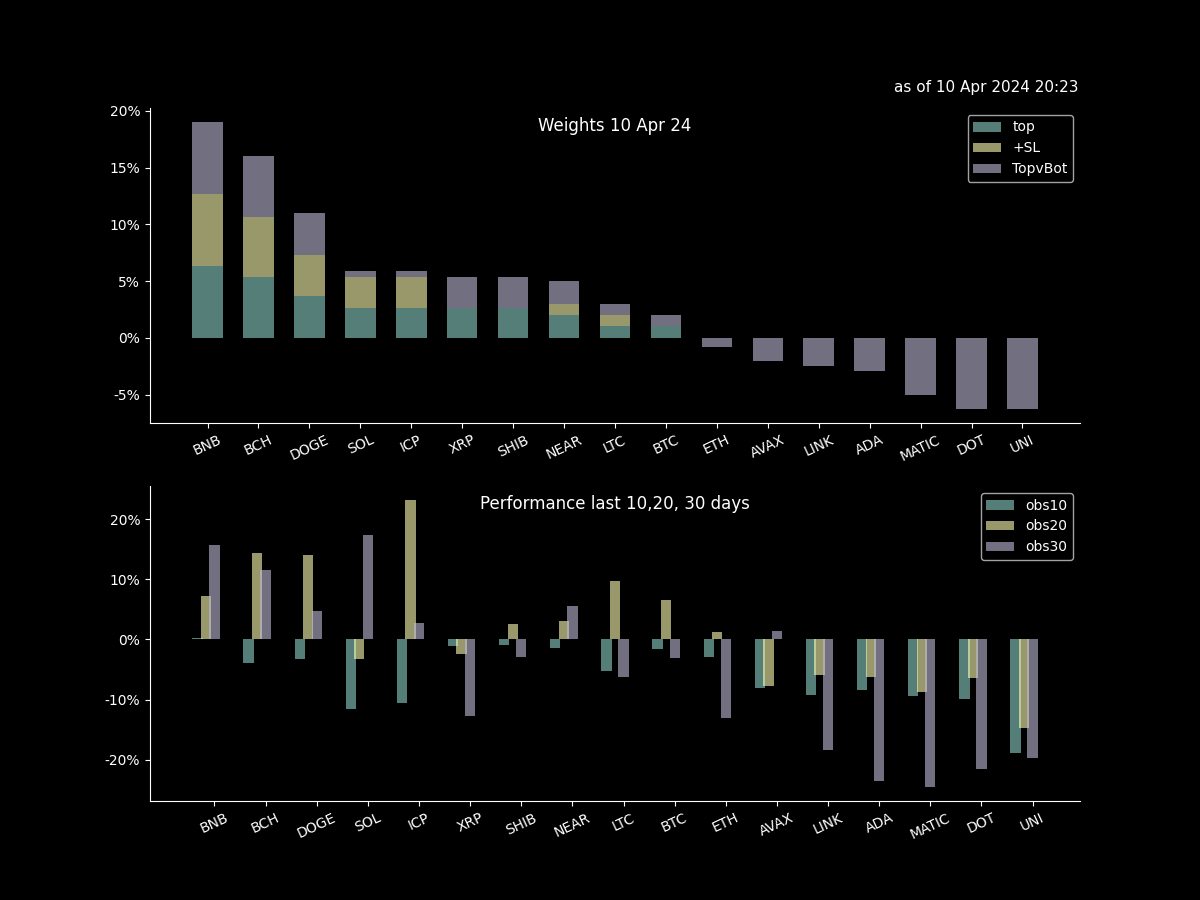 as of 10 Apr 2024 20:23
Weights 10 Apr 24
top
+SL
TopvBot
20%
15%
10%
5%
0%
-5%
BNB BCH DOGE SOL ICP XRP SHIB NEAR LTC BTC ETH AVAX LINK ADA MATIC DOT UNI
Performance last 10,20, 30 days
obs10
obs20
obs30
20%
10%
0%
-10%
-20%
BNB BCH DOGE SOL ICP XRP SHIB NEAR LTC BTC ETH AVAX LINK ADA MATIC DOT UNI